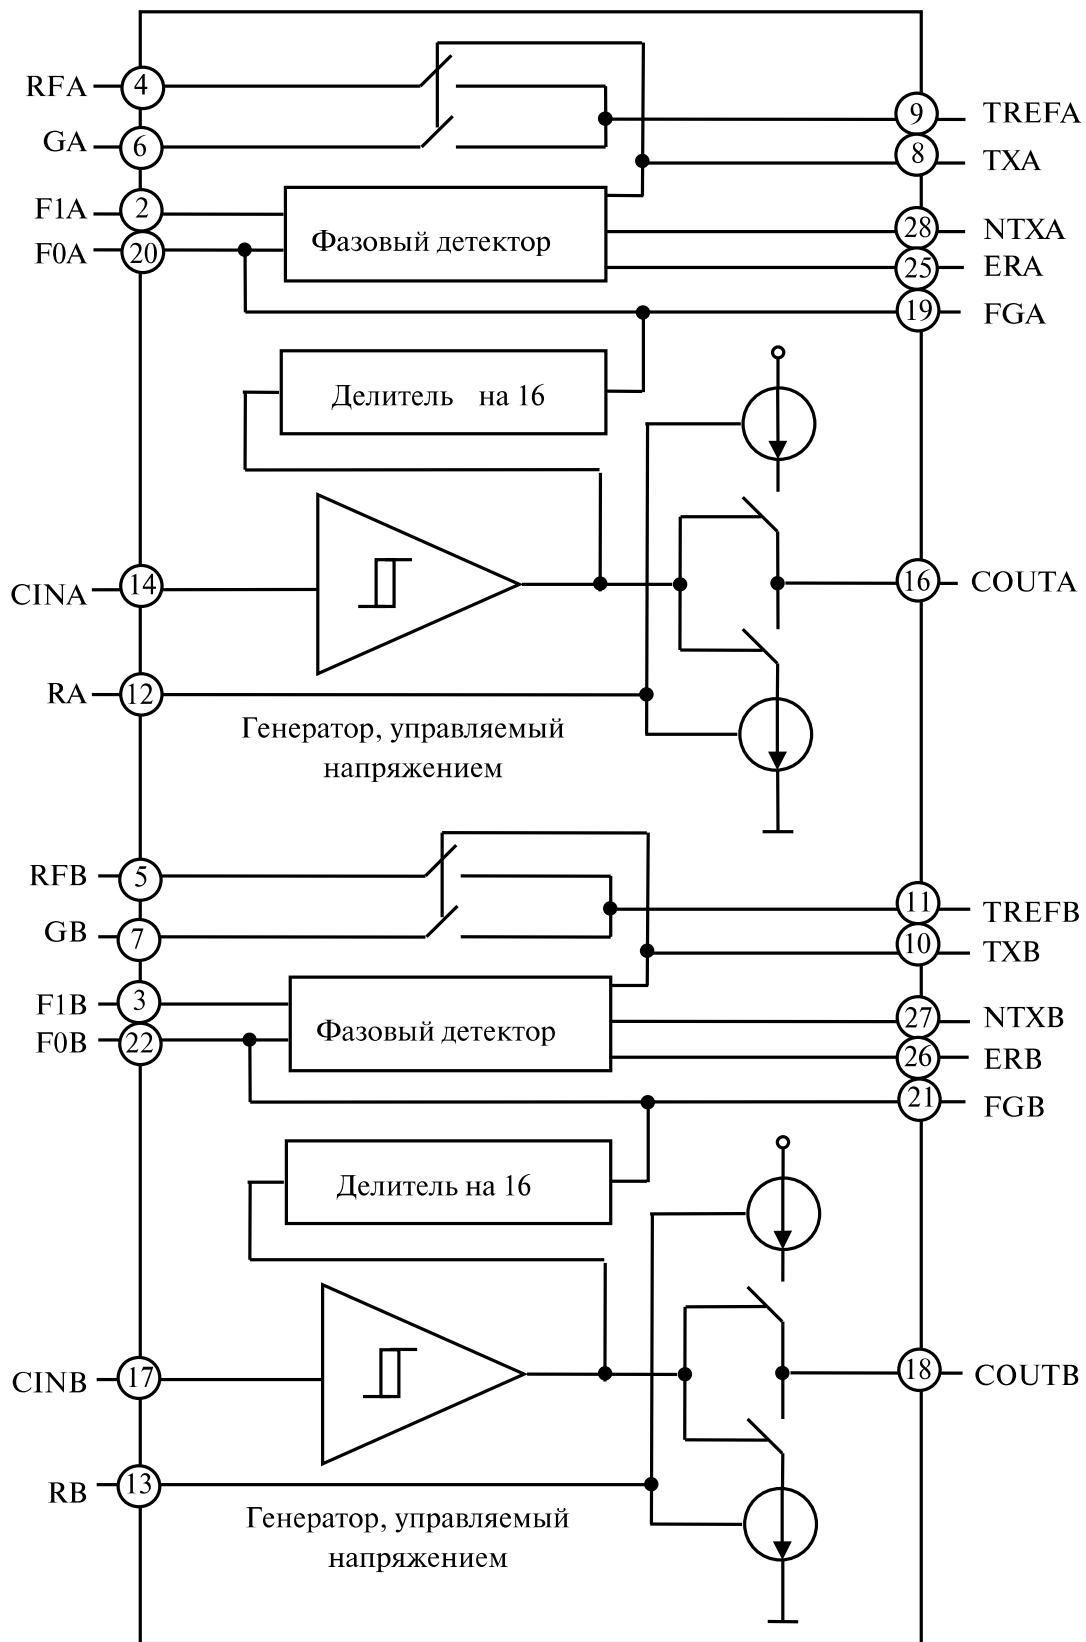 RFA 4
9 TREFA
GA 6
8 TXA
F1A 2
28 NTXA
Фазовый детектор
F0A 20
25 ERA
19 FGA
Делитель на 16
CINA 14
16 COUTA
RA 12
Генератор, управляемый
напряжением
RFB 5
11 TREFB
GB 7
10 TXB
F1B 3
27 NTXB
Фазовый детектор
F0B 22
26 ERB
21 FGB
Делитель на 16
CINB 17
18 COUTB
RB 13
Генератор, управляемый
напряжением